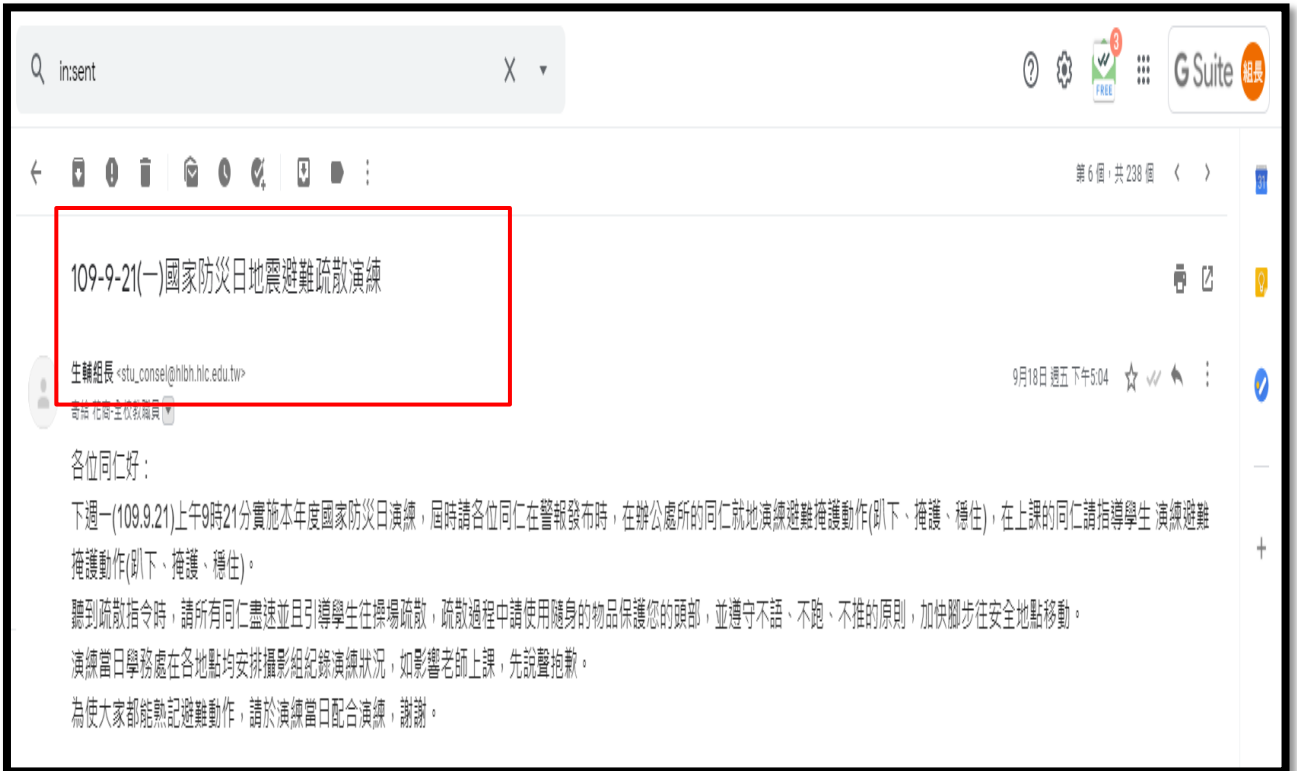 in:sent
3
FREE
G Suite
組長
第 6 個，共 238 個
31
109-9-21(一)國家防災日地震避難疏散演練
生輔組長 <stu_consel@hlbh.hlc.edu.tw>
9月18日 週五 下午5:04
寄給 花商-全校教職員
各位同仁好：
下週一(109.9.21)上午9時21分實施本年度國家防災日演練，屆時請各位同仁在警報發布時，在辦公處所的同仁就地演練避難掩護動作(趴下、掩護、穩住)，在上課的同仁請指導學生 演練避難
掩護動作(趴下、掩護、穩住)。
聽到疏散指令時，請所有同仁盡速並且引導學生往操場疏散，疏散過程中請使用隨身的物品保護您的頭部，並遵守不語、不跑、不推的原則，加快腳步往安全地點移動。
演練當日學務處在各地點均安排攝影組紀錄演練狀況，如影響老師上課，先說聲抱歉。
為使大家都能熟記避難動作，請於演練當日配合演練，謝謝。